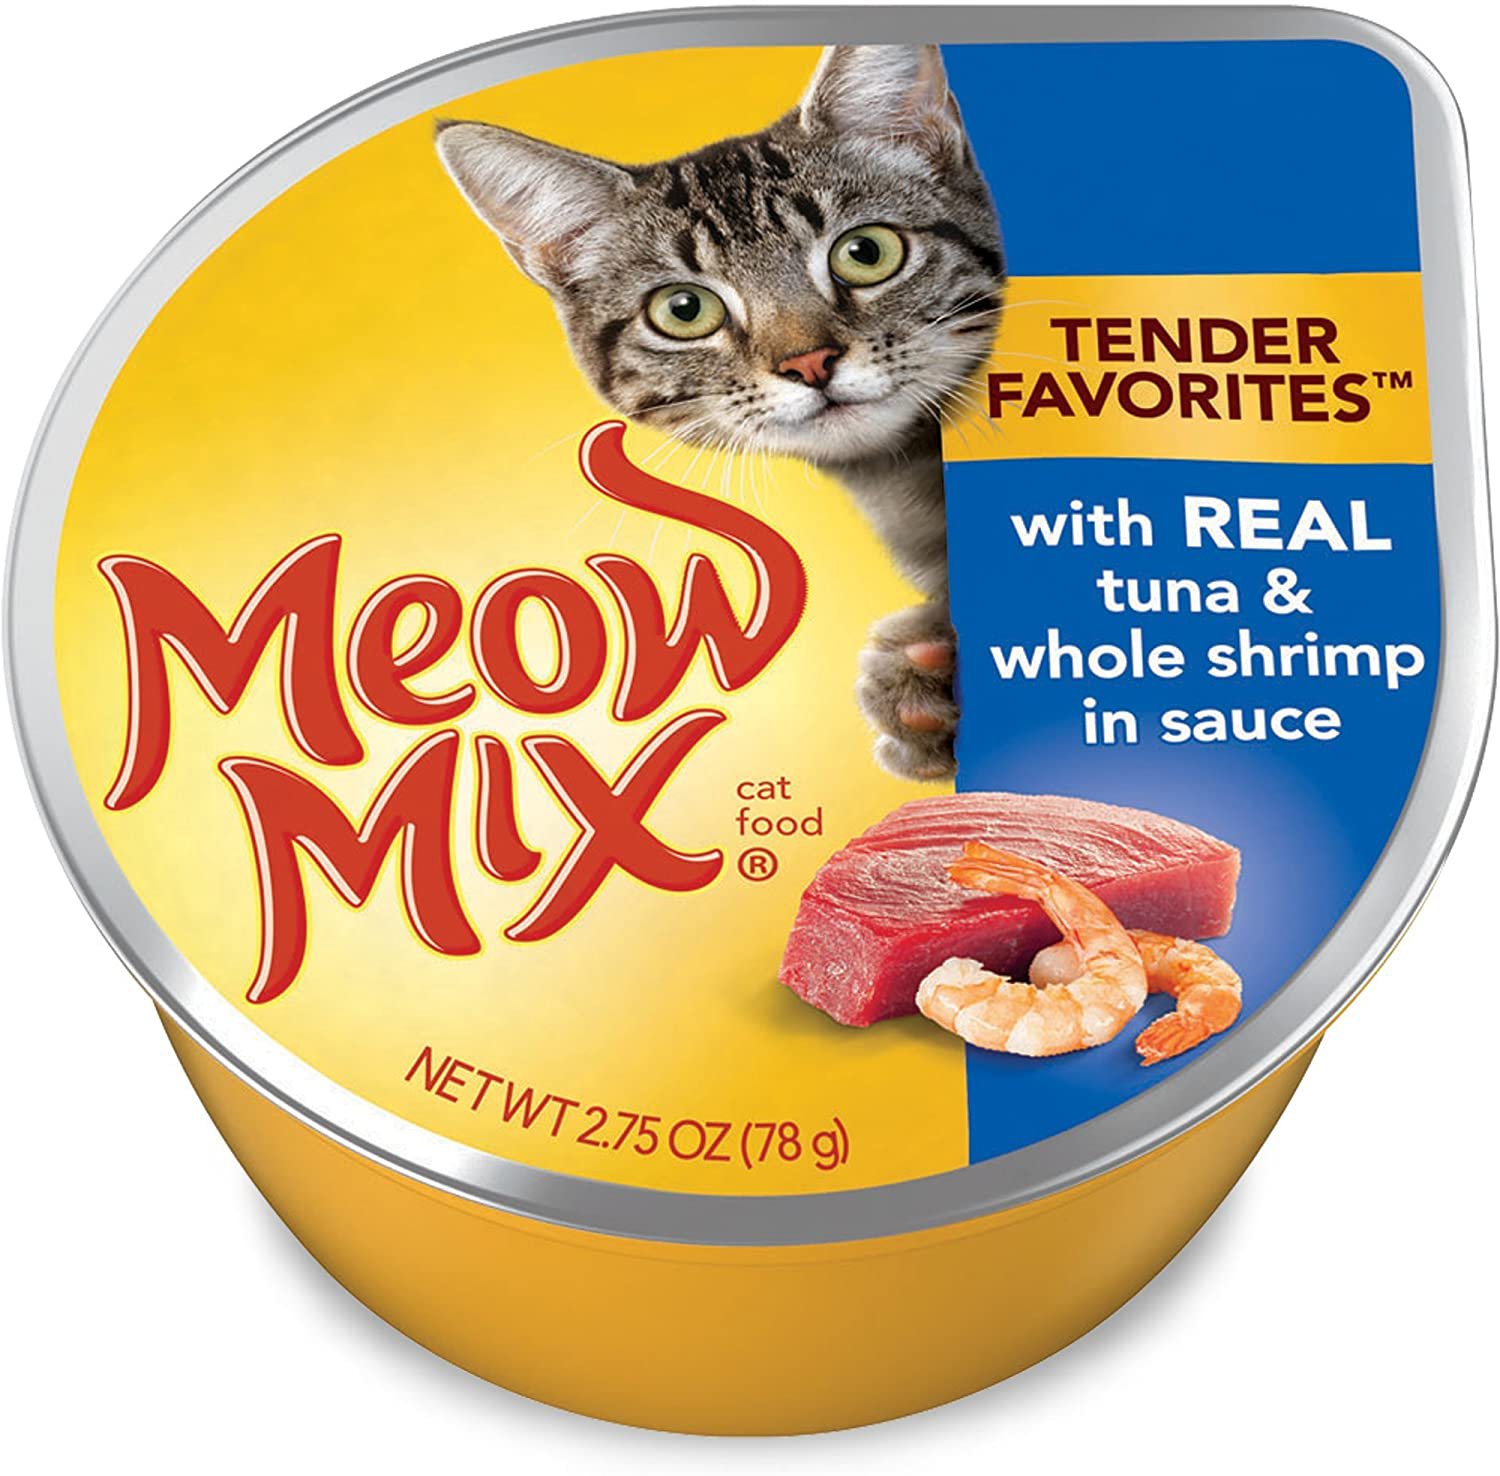 Meow
Mix
cat
food
®
TENDER
FAVORITES™
with REAL
tuna &
whole shrimp
in sauce
NET WT 2.75 OZ (78 g)